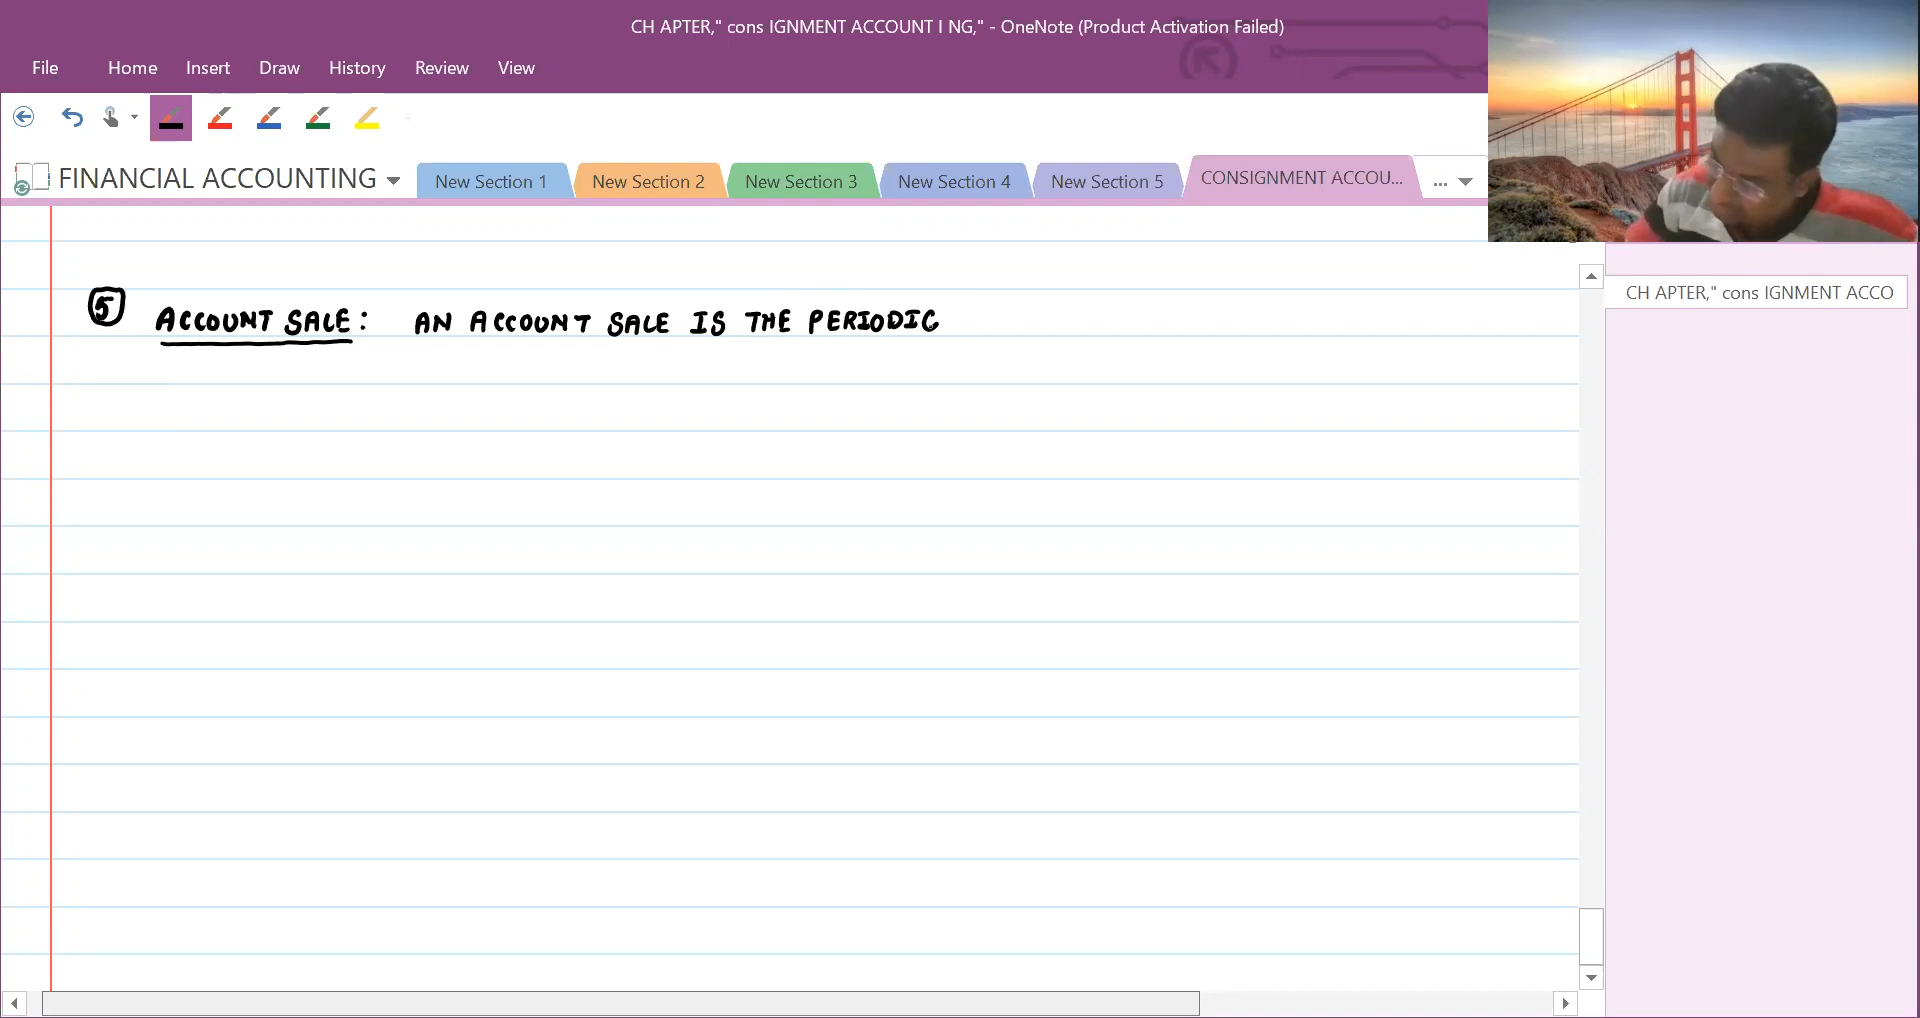 CH APTER," cons IGNMENT ACCOUNT I NG," - OneNote (Product Activation Failed)
File Home Insert Draw History Review View
FINANCIAL ACCOUNTING New Section 1 New Section 2 New Section 3 New Section 4 New Section 5 CONSIGNMENT ACCOU... ...
CH APTER," cons IGNMENT ACCO
5 ACCOUNT SALE: AN ACCOUNT SALE IS THE PERIODIC